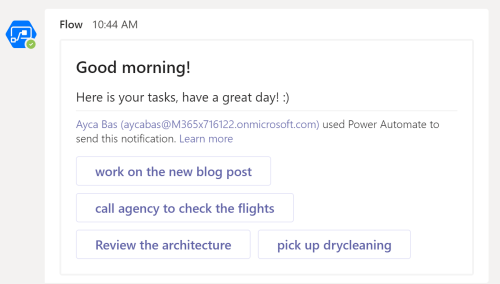 Flow 10:44 AM
Good morning!
Here is your tasks, have a great day! :)
Ayca Bas (aycabas@M365x716122.onmicrosoft.com) used Power Automate to
send this notification. Learn more
work on the new blog post
call agency to check the flights
Review the architecture pick up drycleaning